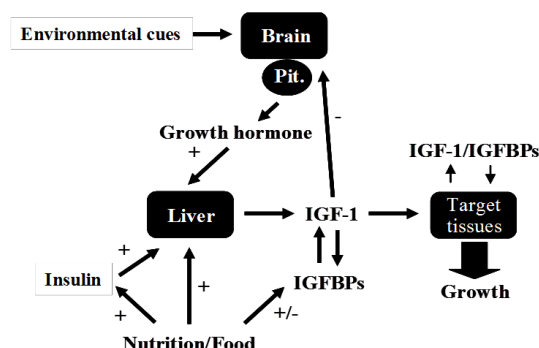 Environmental cues
Brain
Pit.
-
Growth hormone
+
IGF-1/IGFBPs
Liver
IGF-1
Target
tissues
+
Insulin
+
IGFBPs
+
+/-
Growth
Nutrition/Food